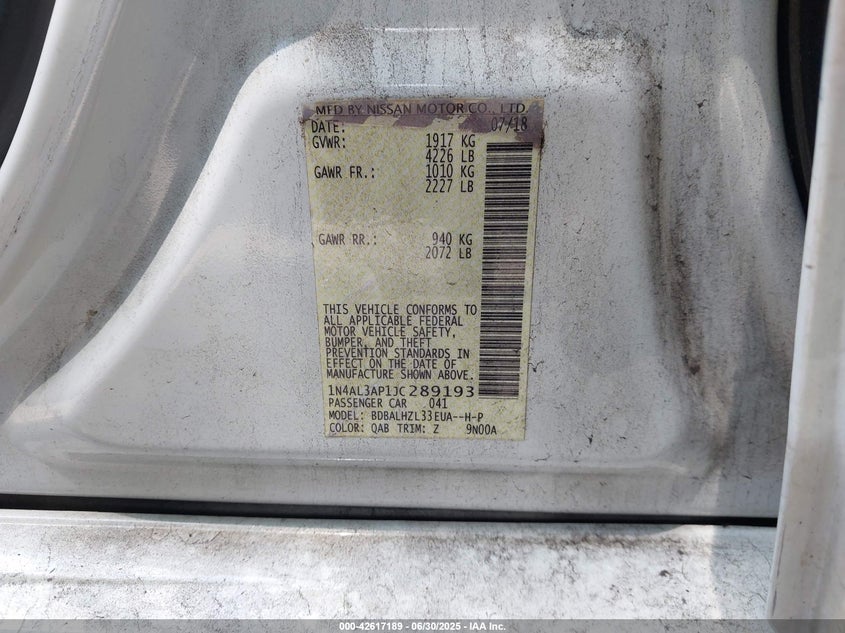 MFD BY NISSAN MOTOR CO., LTD.
DATE: 07/18
GVWR: 1917 KG
4226 LB
GAWR FR.: 1010 KG
2227 LB
GAWR RR.: 940 KG
2072 LB
THIS VEHICLE CONFORMS TO
ALL APPLICABLE FEDERAL
MOTOR VEHICLE SAFETY,
BUMPER, AND THEFT
PREVENTION STANDARDS IN
EFFECT ON THE DATE OF
MANUFACTURE SHOWN ABOVE.
1N4AL3AP1JC289193
PASSENGER CAR 041
MODEL: BDBALHZL33EUA--H-P
COLOR: QAB TRIM: Z 9N00A
000-42617189 - 06/30/2025 - IAA Inc.